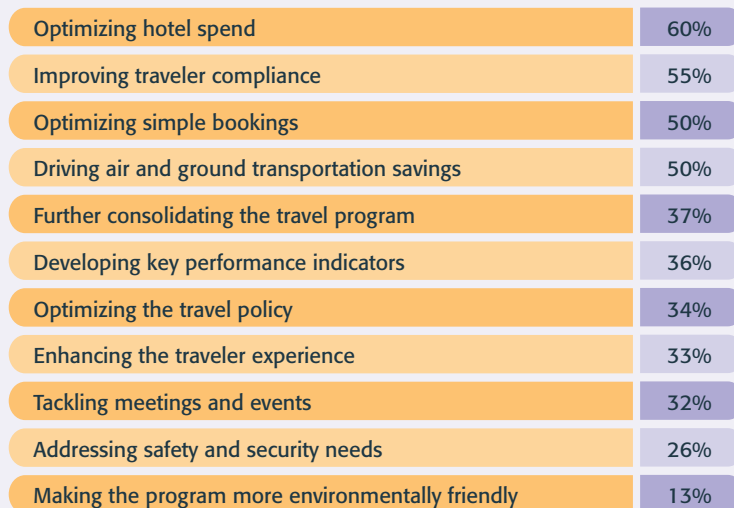 Optimizing hotel spend 60%
Improving traveler compliance 55%
Optimizing simple bookings 50%
Driving air and ground transportation savings 50%
Further consolidating the travel program 37%
Developing key performance indicators 36%
Optimizing the travel policy 34%
Enhancing the traveler experience 33%
Tackling meetings and events 32%
Addressing safety and security needs 26%
Making the program more environmentally friendly 13%